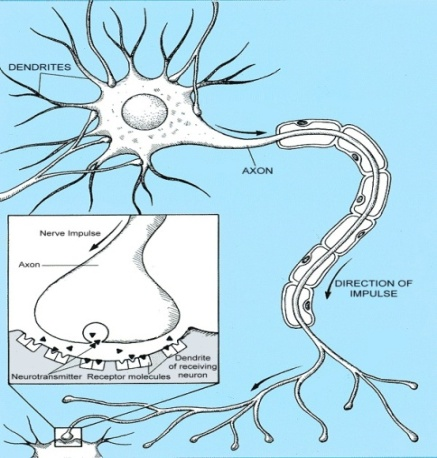 DENDRITES
AXON
Nerve Impulse
Axon
DIRECTION OF
IMPULSE
Dendrite
of receiving
neuron
Neurotransmitter
Receptor molecules